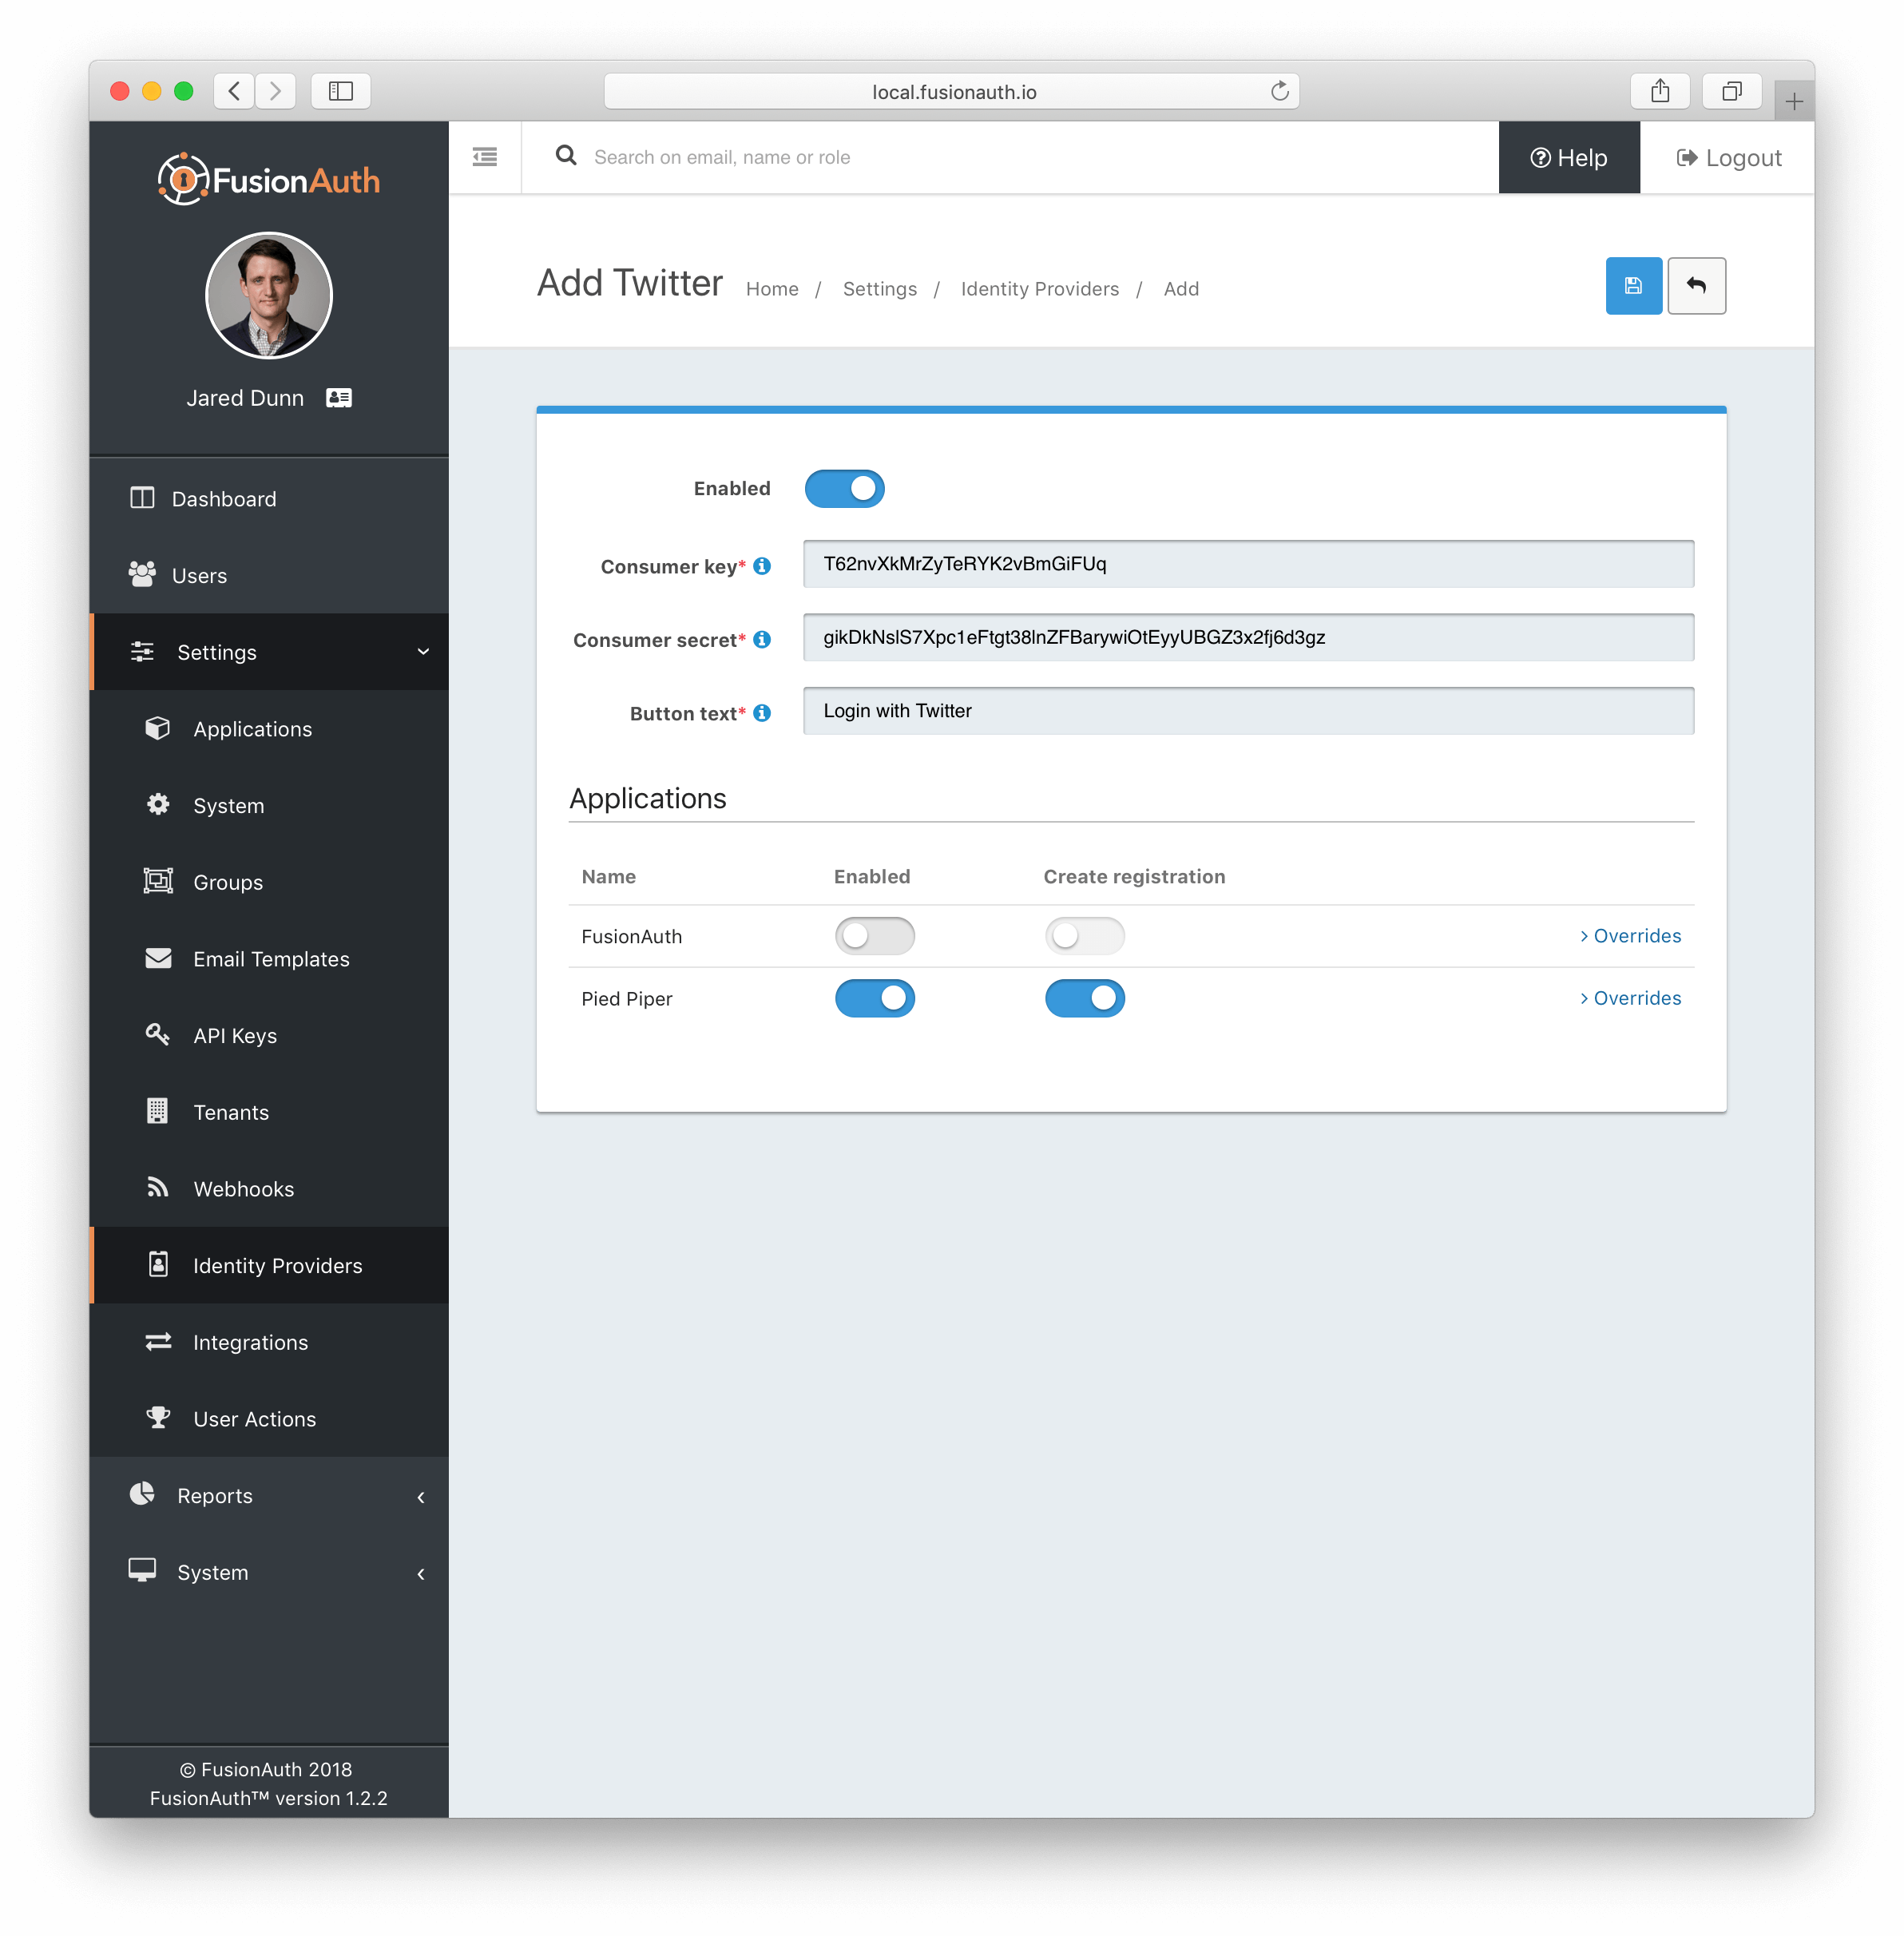 local.fusionauth.io
FusionAuth
Search on email, name or role
Help
Logout
Jared Dunn
Dashboard
Users
Settings
Applications
System
Groups
Email Templates
API Keys
Tenants
Webhooks
Identity Providers
Integrations
User Actions
Reports
System
© FusionAuth 2018
FusionAuth™ version 1.2.2
Add Twitter Home / Settings / Identity Providers / Add
Enabled
Consumer key* T62nvXkMrZyTeRYK2vBmGiFUq
Consumer secret* gikDkNslS7Xpc1eFtgt38lnZFBarywiOtEyyUBGZ3x2fj6d3gz
Button text* Login with Twitter
Applications
Name Enabled Create registration
FusionAuth Overrides
Pied Piper Overrides